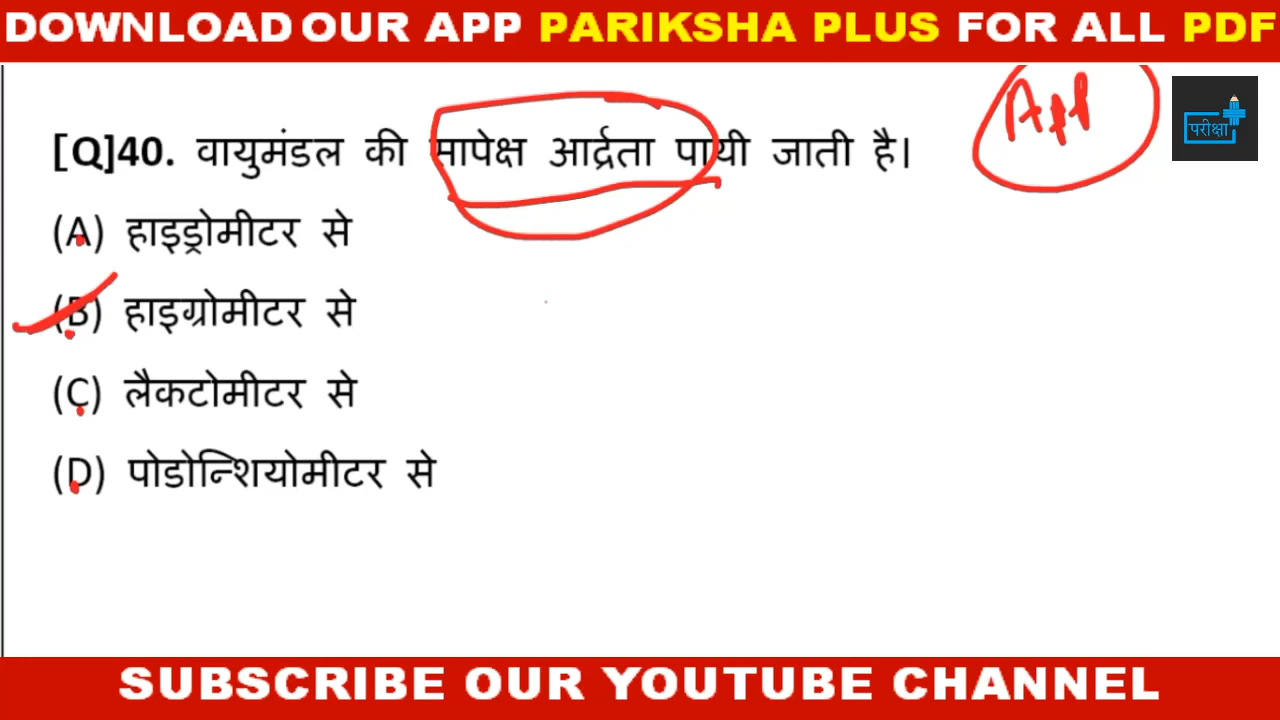 DOWNLOAD OUR APP PARIKSHA PLUS FOR ALL PDF
App
परीक्षा
[Q]40. वायुमंडल की सापेक्ष आर्द्रता पायी जाती है।
(A) हाइड्रोमीटर से
(B) हाइग्रोमीटर से
(C) लैकटोमीटर से
(D) पोडोन्शियोमीटर से
SUBSCRIBE OUR YOUTUBE CHANNEL